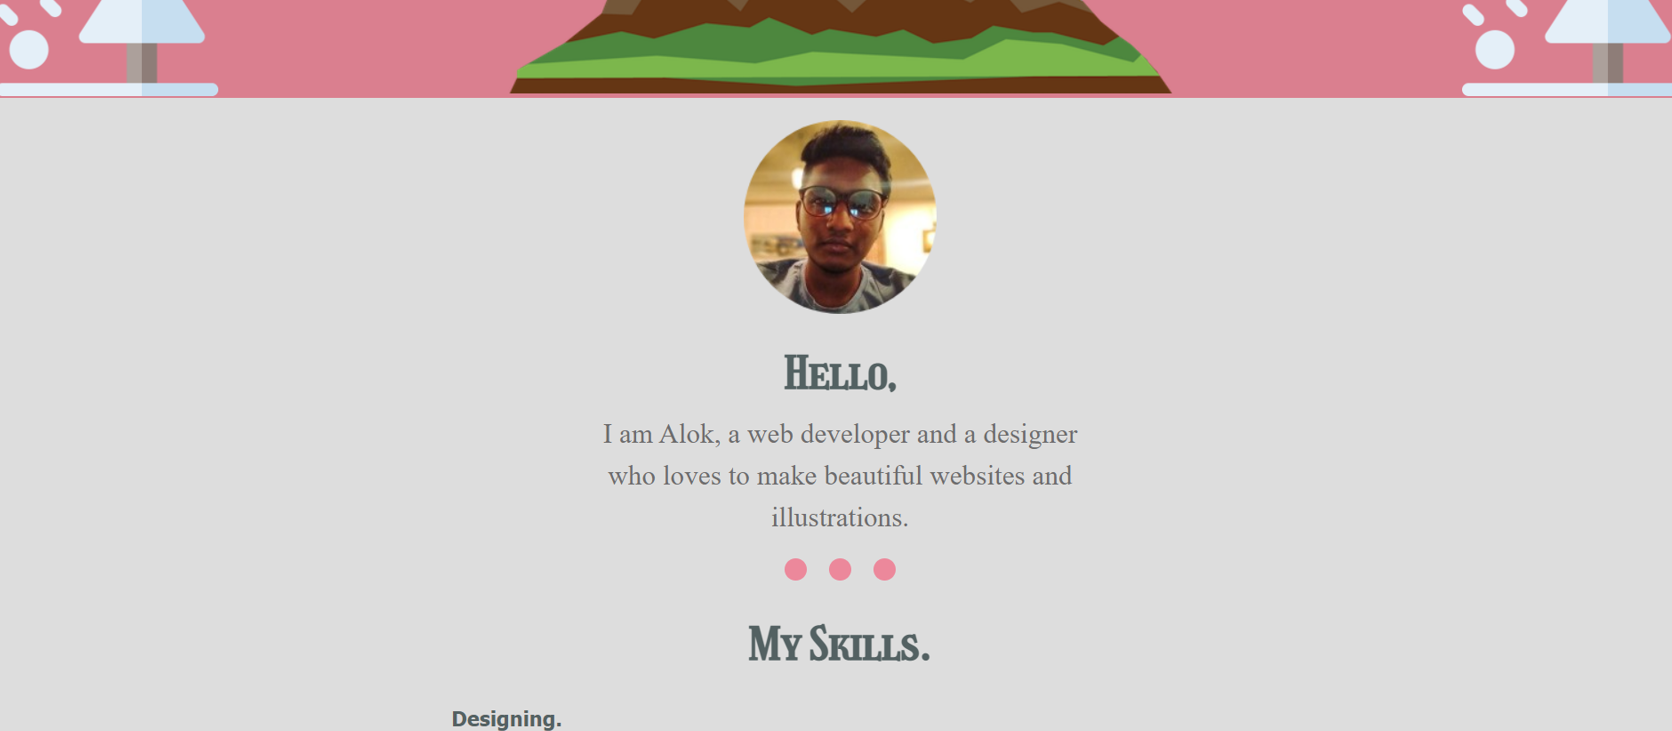 Hello,
I am Alok, a web developer and a designer
who loves to make beautiful websites and
illustrations.
My Skills.
Designing.